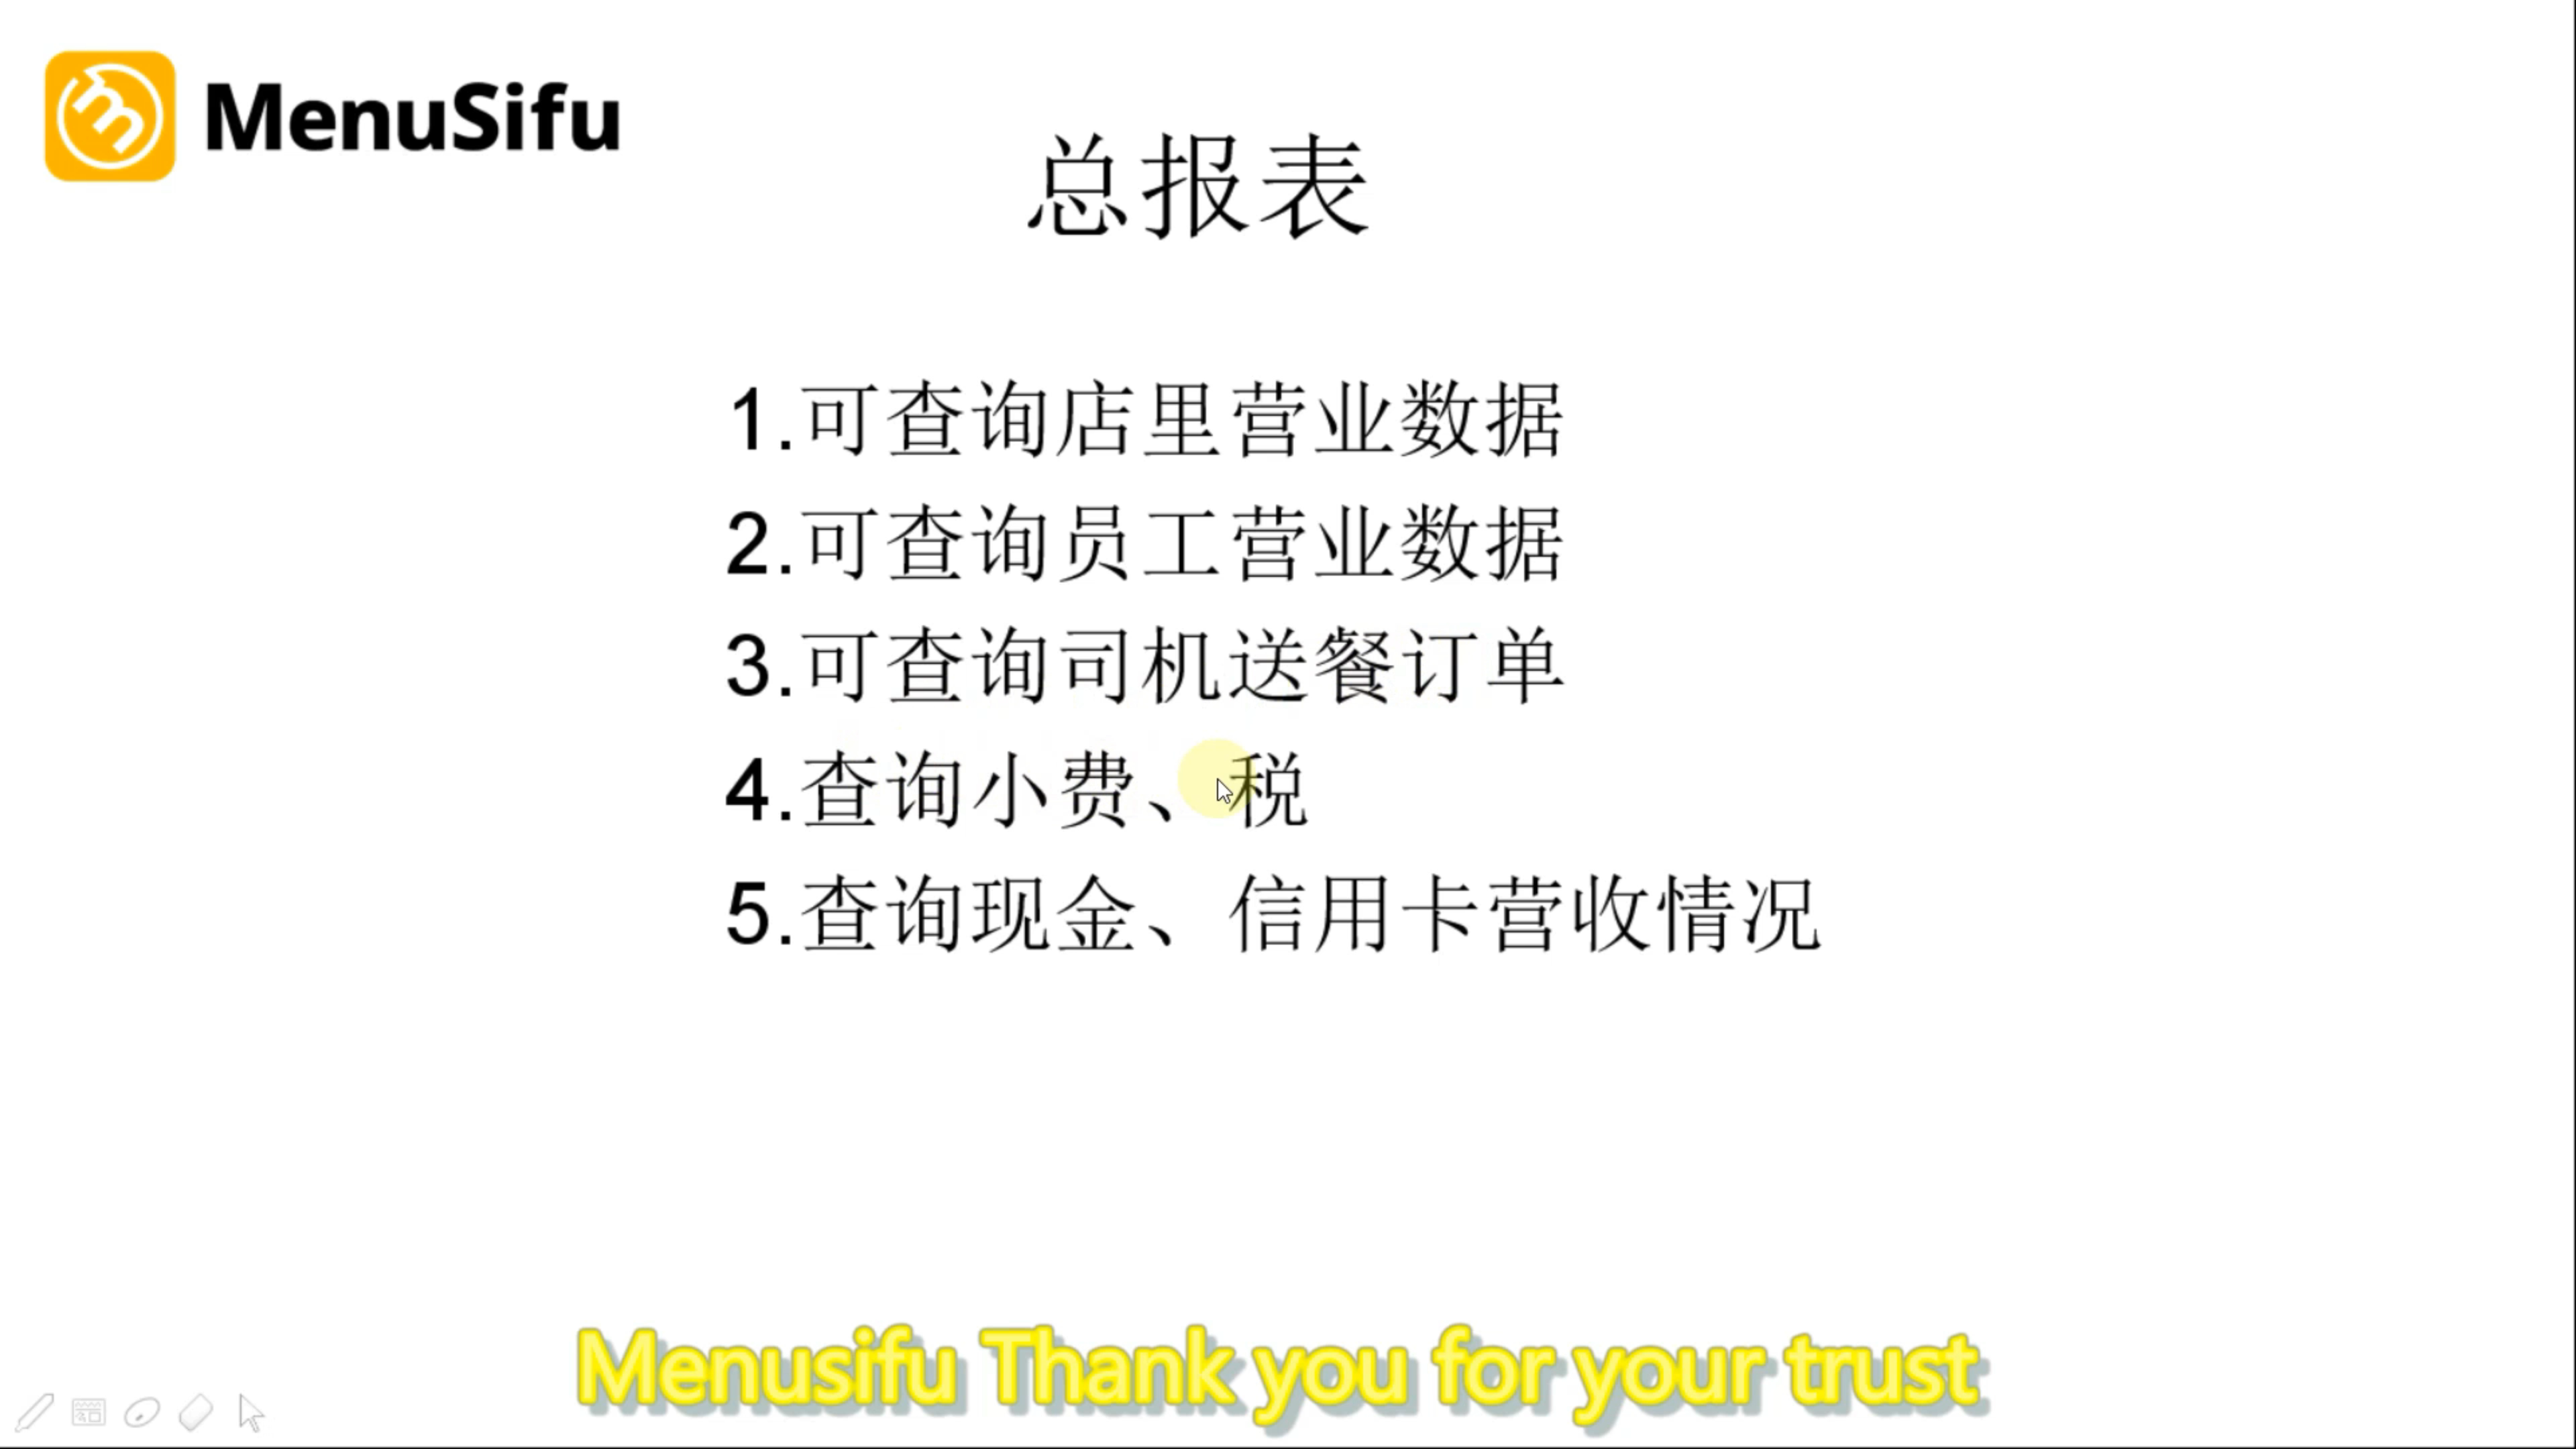 MenuSifu
总报表
1.可查询店里营业数据
2.可查询员工营业数据
3.可查询司机送餐订单
4.查询小费、税
5.查询现金、信用卡营收情况
Menusifu Thank you for your trust